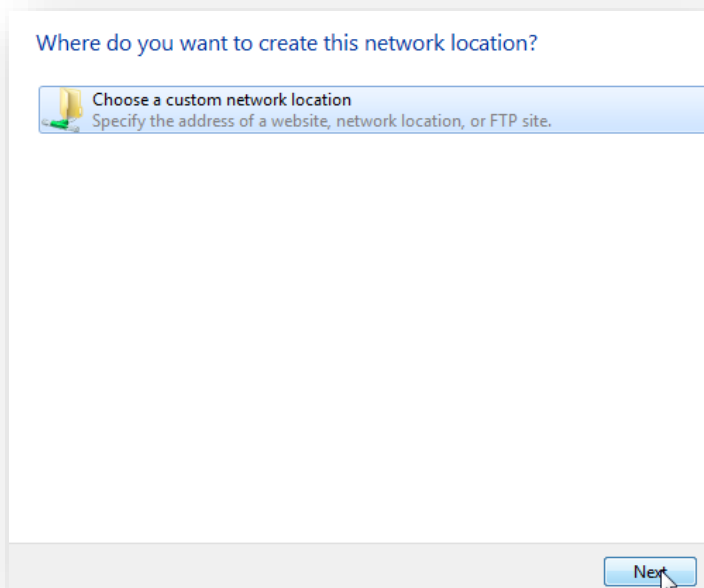 Where do you want to create this network location?
Choose a custom network location
Specify the address of a website, network location, or FTP site.
Next